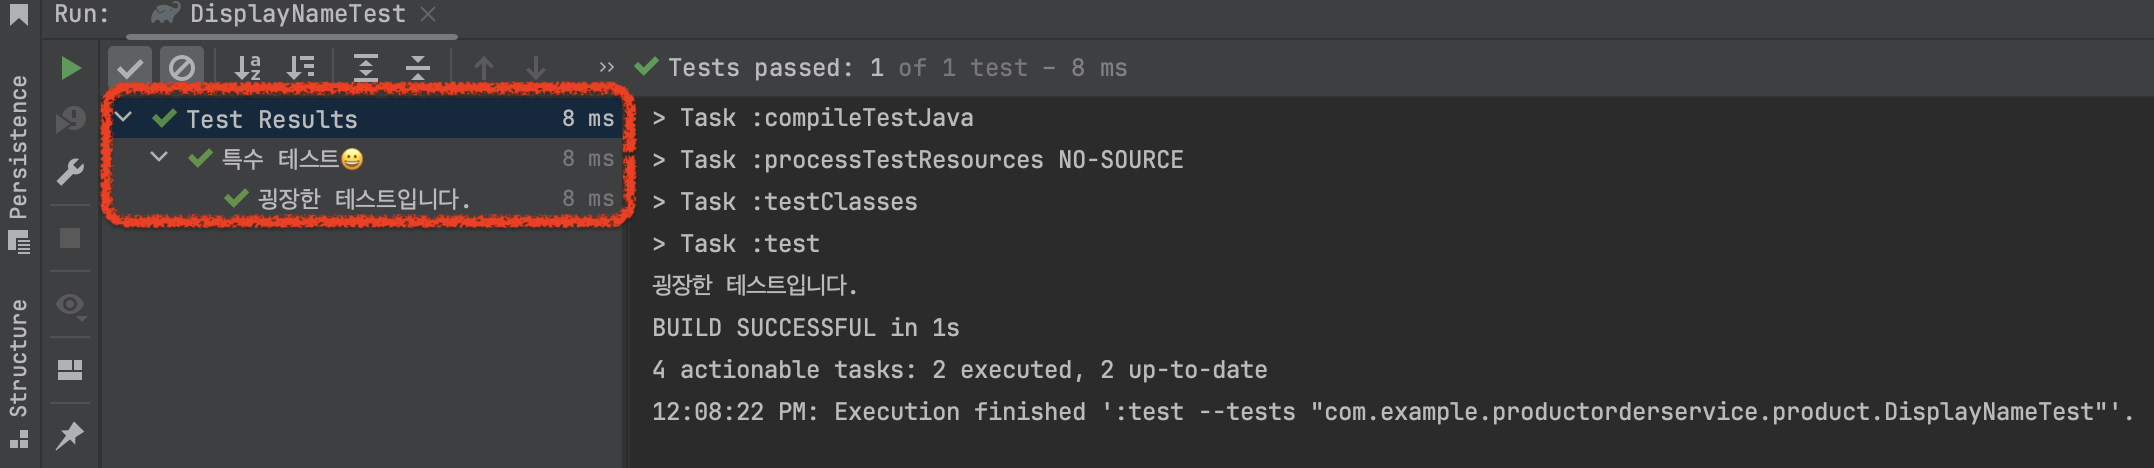 Run: DisplayNameTest
Tests passed: 1 of 1 test – 8 ms
Persistence
Structure
Test Results 8 ms
특수 테스트😀 8 ms
굉장한 테스트입니다. 8 ms
> Task :compileTestJava
> Task :processTestResources NO-SOURCE
> Task :testClasses
> Task :test
굉장한 테스트입니다.
BUILD SUCCESSFUL in 1s
4 actionable tasks: 2 executed, 2 up-to-date
12:08:22 PM: Execution finished ':test --tests "com.example.productorderservice.product.DisplayNameTest"'.